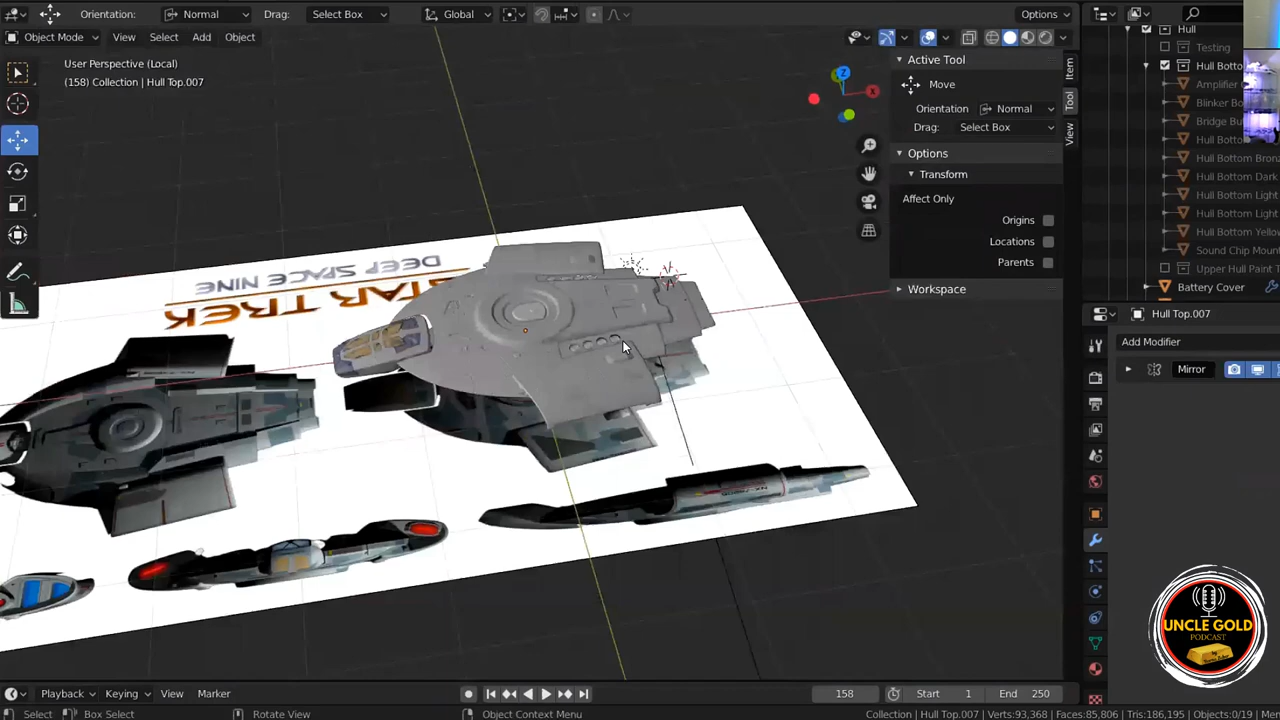 Orientation: Normal Drag: Select Box Global Options
Object Mode View Select Add Object
User Perspective (Local)
(158) Collection | Hull Top.007
Z
X
Active Tool
Move
Orientation Normal
Drag: Select Box
Options
Transform
Affect Only
Origins
Locations
Parents
Workspace
Item
Tool
View
Hull
Testing
Hull Botto
Amplifier
Blinker Bo
Bridge Bu
Hull Botto
Hull Bottom Bron
Hull Bottom Dark
Hull Bottom Light
Hull Bottom Light
Hull Bottom Yellow
Sound Chip Mount
Upper Hull Paint T
Battery Cover
Hull Top.007
Add Modifier
Mirror
DEEP SPACE NINE
STAR TREK
UNCLE GOLD
PODCAST
Playback Keying View Marker 158 Start 1 End 250
Select Box Select Rotate View Object Context Menu Collection | Hull Top.007 | Verts:93,368 | Faces:85,806 | Tris:186,195 | Objects:0/19 | Memo